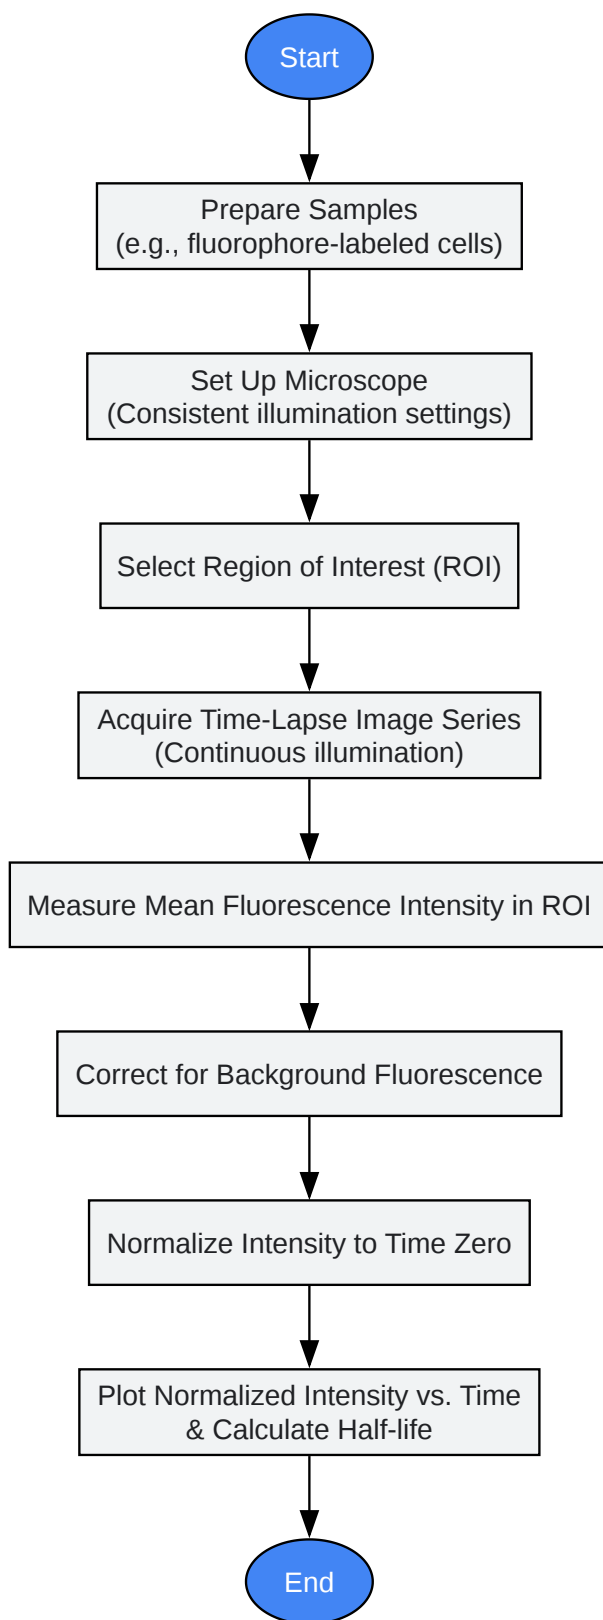 Start
Prepare Samples
(e.g., fluorophore-labeled cells)
Set Up Microscope
(Consistent illumination settings)
Select Region of Interest (ROI)
Acquire Time-Lapse Image Series
(Continuous illumination)
Measure Mean Fluorescence Intensity in ROI
Correct for Background Fluorescence
Normalize Intensity to Time Zero
Plot Normalized Intensity vs. Time
& Calculate Half-life
End